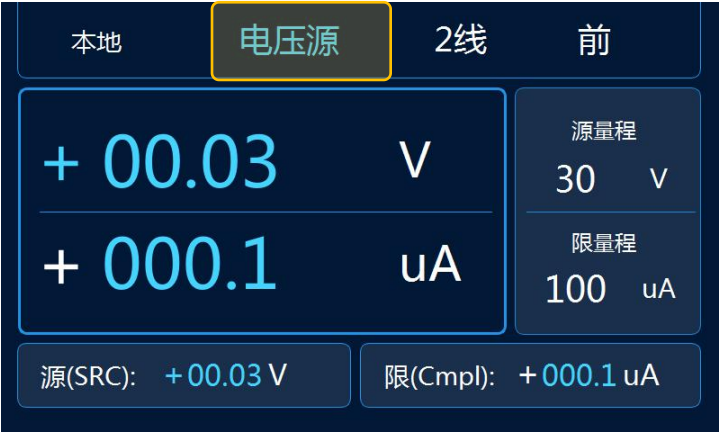 本地 电压源 2线 前
+ 00.03 V
+ 000.1 uA
源量程
30 V
限量程
100 uA
源(SRC): +00.03 V 限(Cmpl): +000.1 uA